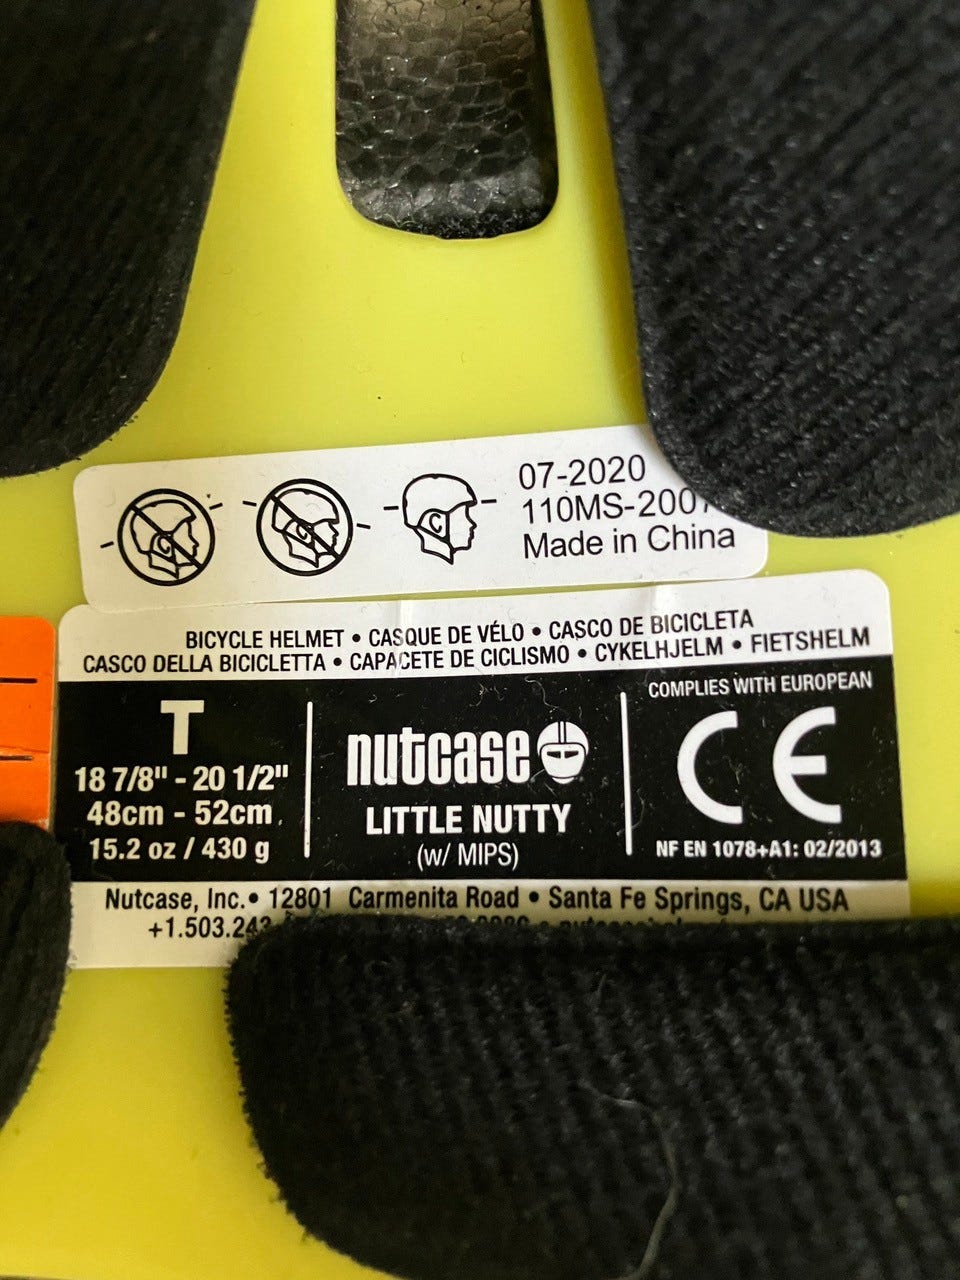 07-2020
110MS-2007
Made in China
BICYCLE HELMET • CASQUE DE VÉLO • CASCO DE BICICLETA
CASCO DELLA BICICLETTA • CAPACETE DE CICLISMO • CYKELHJELM • FIETSHELM
T
18 7/8" - 20 1/2"
48cm - 52cm
15.2 oz / 430 g
nutcase
LITTLE NUTTY
(w/ MIPS)
COMPLIES WITH EUROPEAN
CE
NF EN 1078+A1: 02/2013
Nutcase, Inc. • 12801 Carmenita Road • Santa Fe Springs, CA USA
+1.503.243